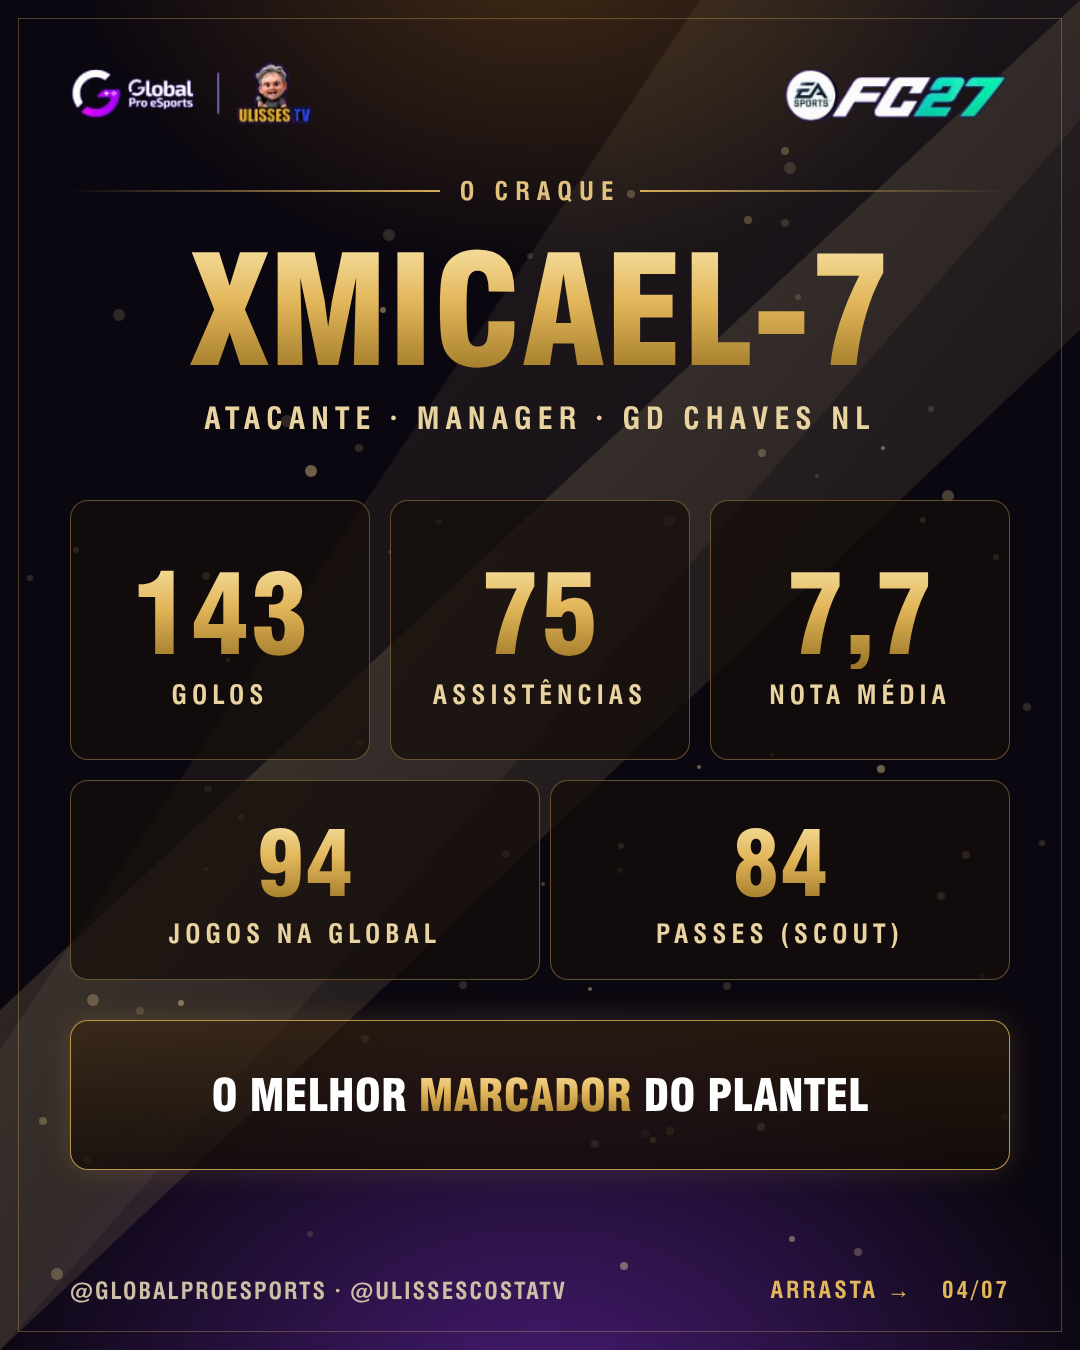 Global
Pro eSports
ULISSES TV
EA
SPORTS
FC27
O CRAQUE
XMICAEL-7
ATACANTE · MANAGER · GD CHAVES NL
143
GOLOS
75
ASSISTÊNCIAS
7,7
NOTA MÉDIA
94
JOGOS NA GLOBAL
84
PASSES (SCOUT)
O MELHOR MARCADOR DO PLANTEL
@GLOBALPROESPORTS · @ULISSESCOSTATV
ARRASTA → 04/07